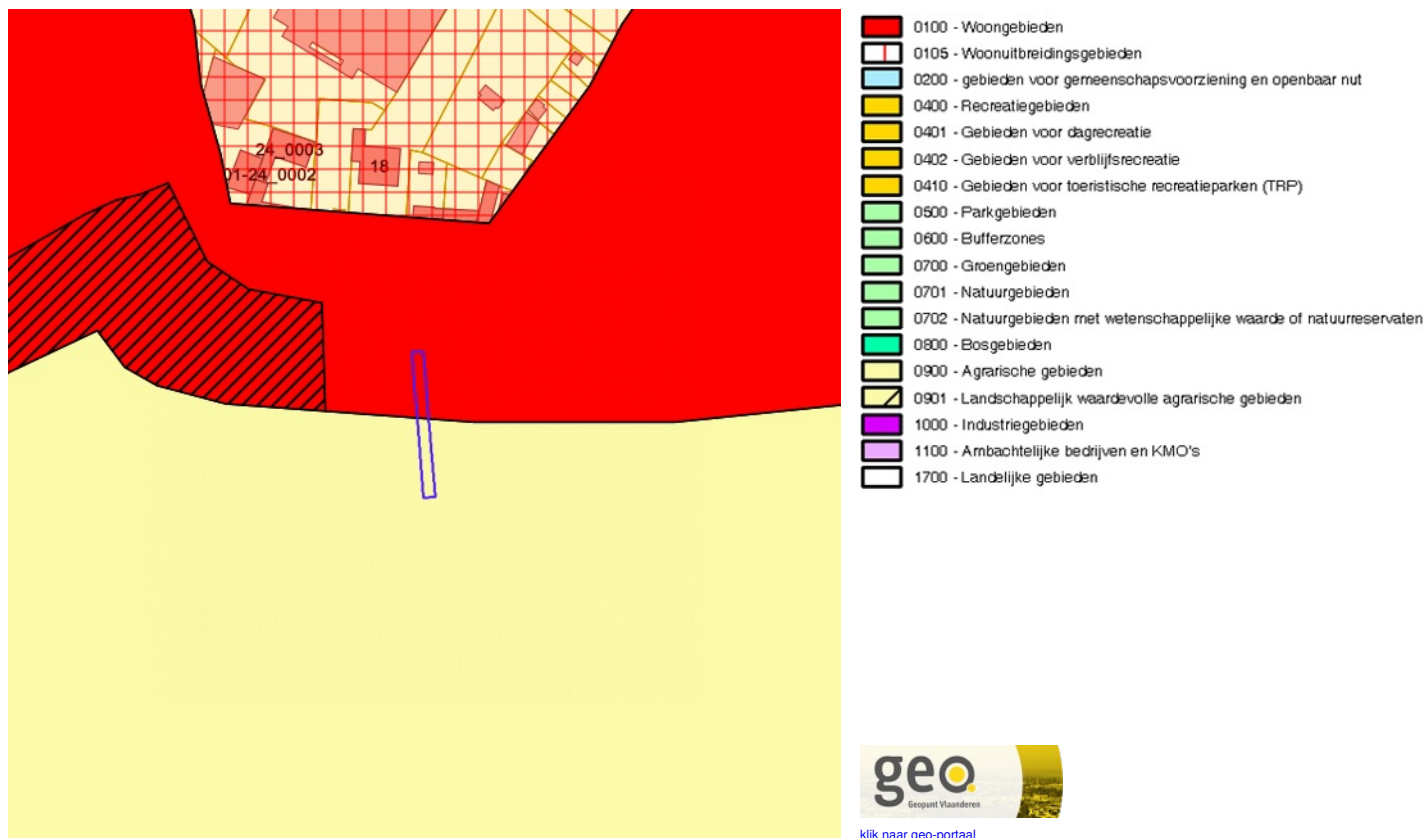 24_0003
18
01-24_0002
0100 - Woongebieden
0105 - Woonuitbreidingsgebieden
0200 - gebieden voor gemeenschapsvoorziening en openbaar nut
0400 - Recreatiegebieden
0401 - Gebieden voor dagrecreatie
0402 - Gebieden voor verblijfsrecreatie
0410 - Gebieden voor toeristische recreatieparken (TRP)
0500 - Parkgebieden
0600 - Bufferzones
0700 - Groengebieden
0701 - Natuurgebieden
0702 - Natuurgebieden met wetenschappelijke waarde of natuurreservaten
0800 - Bosgebieden
0900 - Agrarische gebieden
0901 - Landschappelijk waardevolle agrarische gebieden
1000 - Industriegebieden
1100 - Ambachtelijke bedrijven en KMO's
1700 - Landelijke gebieden
geo
Geopunt Vlaanderen
klik naar geo-portaal